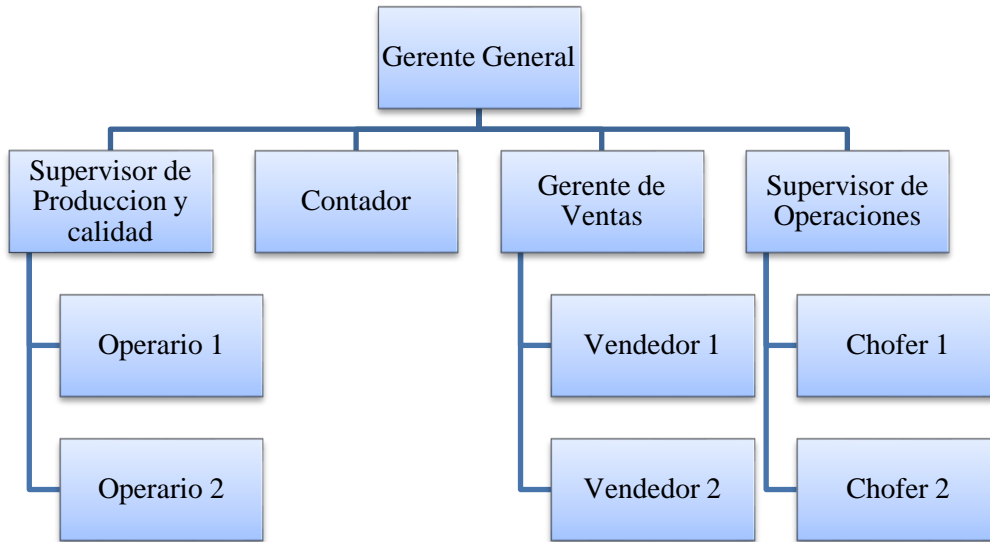 Gerente General
Supervisor de
Produccion y
calidad
Contador
Gerente de
Ventas
Supervisor de
Operaciones
Operario 1
Vendedor 1
Chofer 1
Operario 2
Vendedor 2
Chofer 2